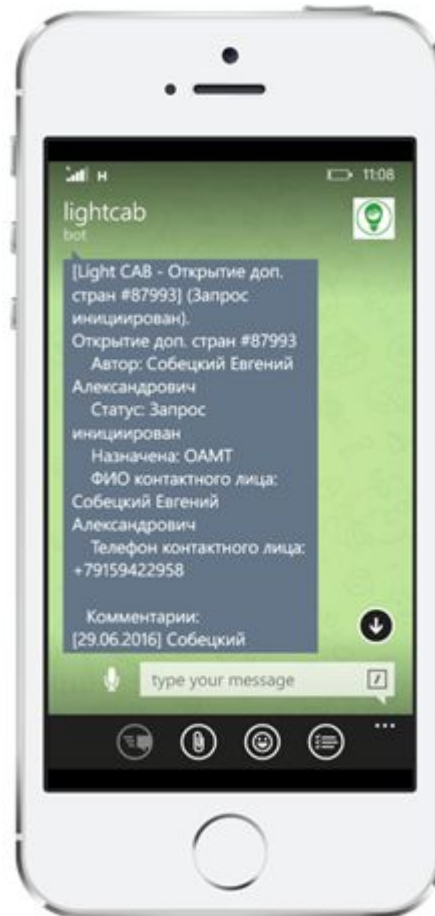 H 11:08
lightcab
bot
[Light CAB - Открытие доп.
стран #87993] (Запрос
инициирован).
Открытие доп. стран #87993
Автор: Собецкий Евгений
Александрович
Статус: Запрос
инициирован
Назначена: ОАМТ
ФИО контактного лица:
Собецкий Евгений
Александрович
Телефон контактного лица:
+79159422958
Комментарии:
[29.06.2016] Собецкий
type your message